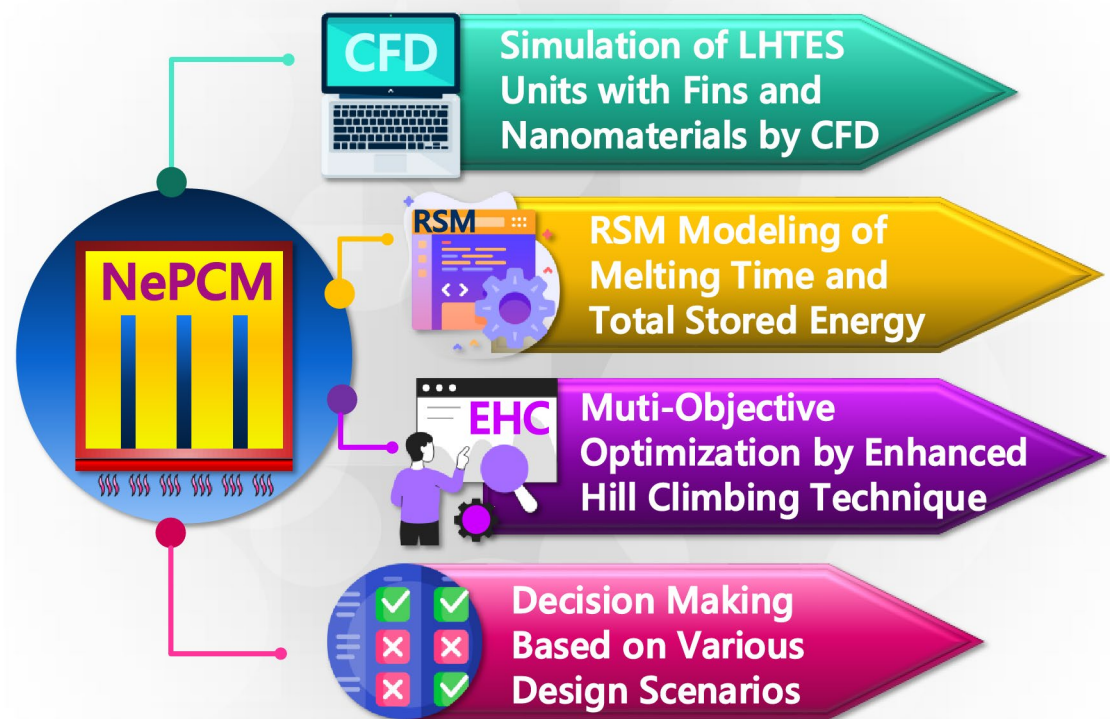 CFD
Simulation of LHTES
Units with Fins and
Nanomaterials by CFD
NePCM
RSM
RSM Modeling of
Melting Time and
Total Stored Energy
EHC
Muti-Objective
Optimization by Enhanced
Hill Climbing Technique
Decision Making
Based on Various
Design Scenarios